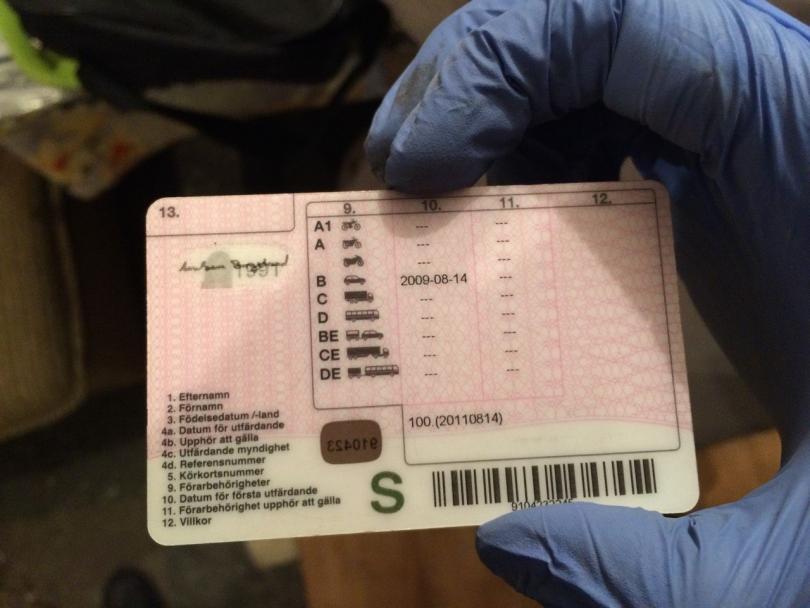 13.
9. 10. 11. 12.
A1 --- ---
A --- ---
--- ---
B 2009-08-14 ---
C --- ---
D --- ---
BE --- ---
CE --- ---
DE --- ---
1. Efternamn
2. Förnamn
3. Födelsedatum /-land
4a. Datum för utfärdande
4b. Upphör att gälla
4c. Utfärdande myndighet
4d. Referensnummer
5. Körkortsnummer
9. Förarbehörigheter
10. Datum för första utfärdande
11. Förarbehörighet upphör att gälla
12. Villkor
100.(20110814)
910423
S